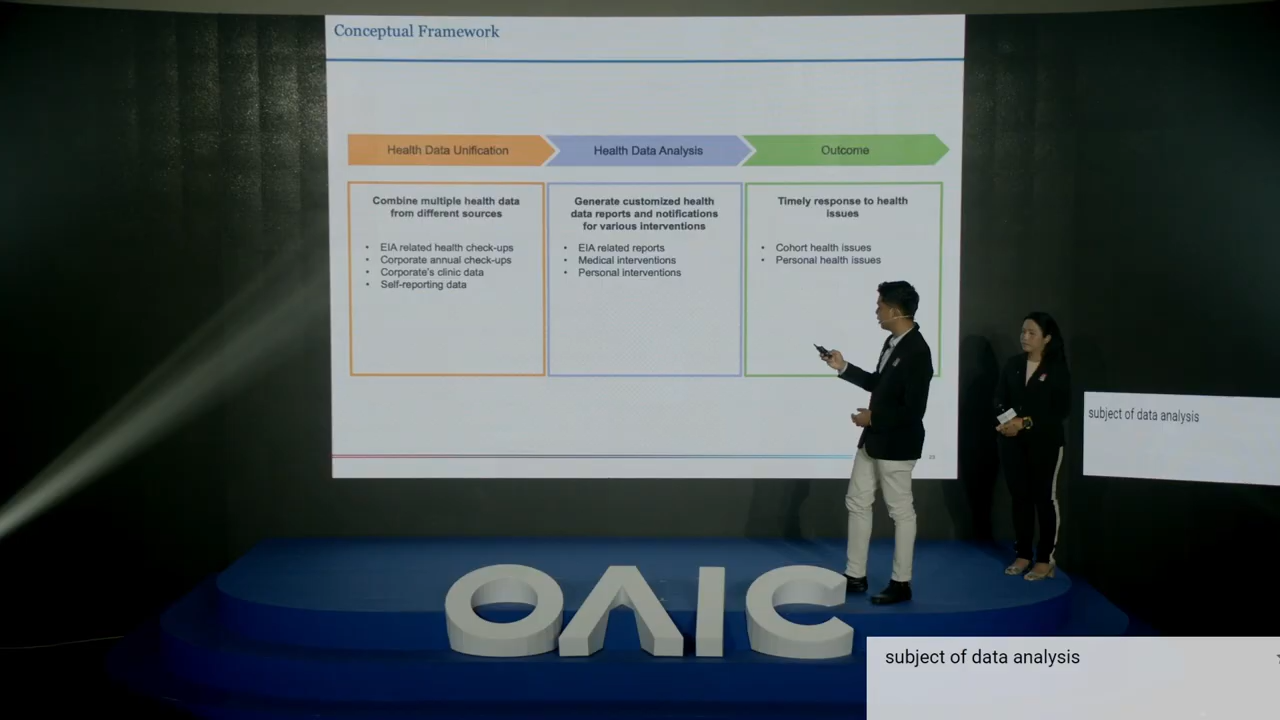 Conceptual Framework
Health Data Unification
Health Data Analysis
Outcome
Combine multiple health data
from different sources
• EIA related health check-ups
• Corporate annual check-ups
• Corporate's clinic data
• Self-reporting data
Generate customized health
data reports and notifications
for various interventions
• EIA related reports
• Medical interventions
• Personal interventions
Timely response to health
issues
• Cohort health issues
• Personal health issues
subject of data analysis
OAIC
subject of data analysis